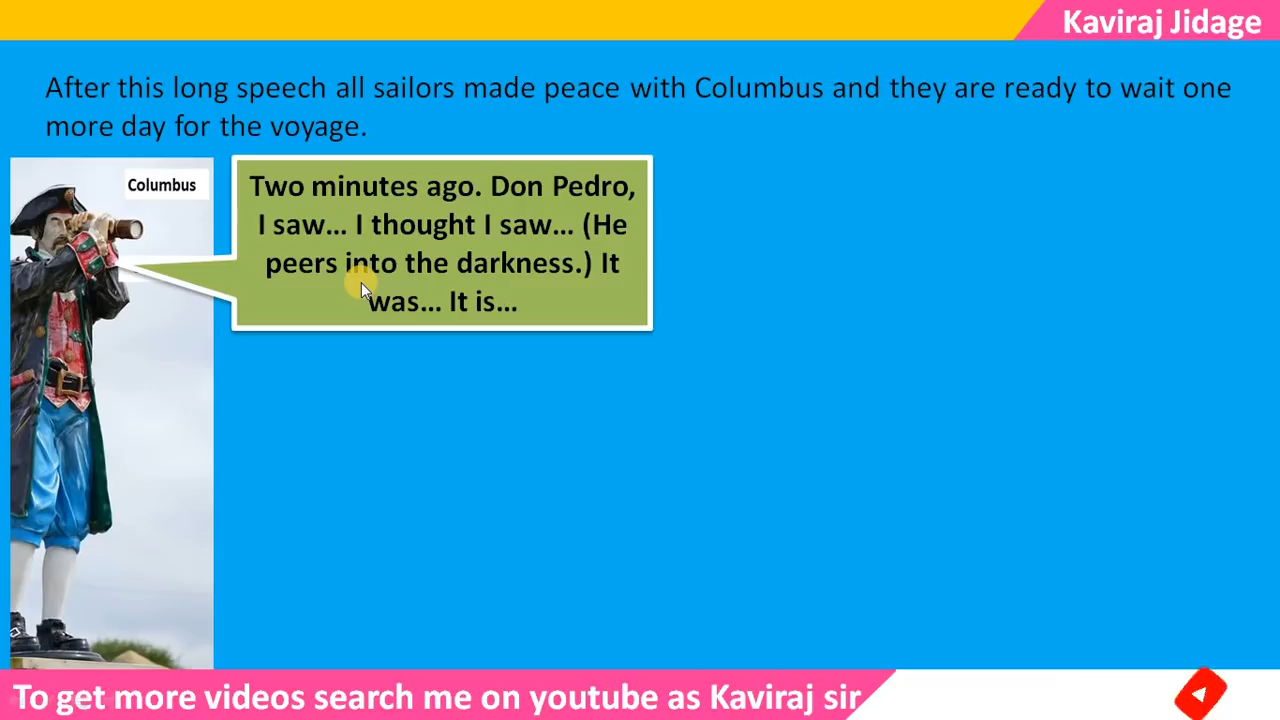 Kaviraj Jidage
After this long speech all sailors made peace with Columbus and they are ready to wait one
more day for the voyage.
Columbus
Two minutes ago. Don Pedro,
I saw... I thought I saw... (He
peers into the darkness.) It
was... It is...
To get more videos search me on youtube as Kaviraj sir